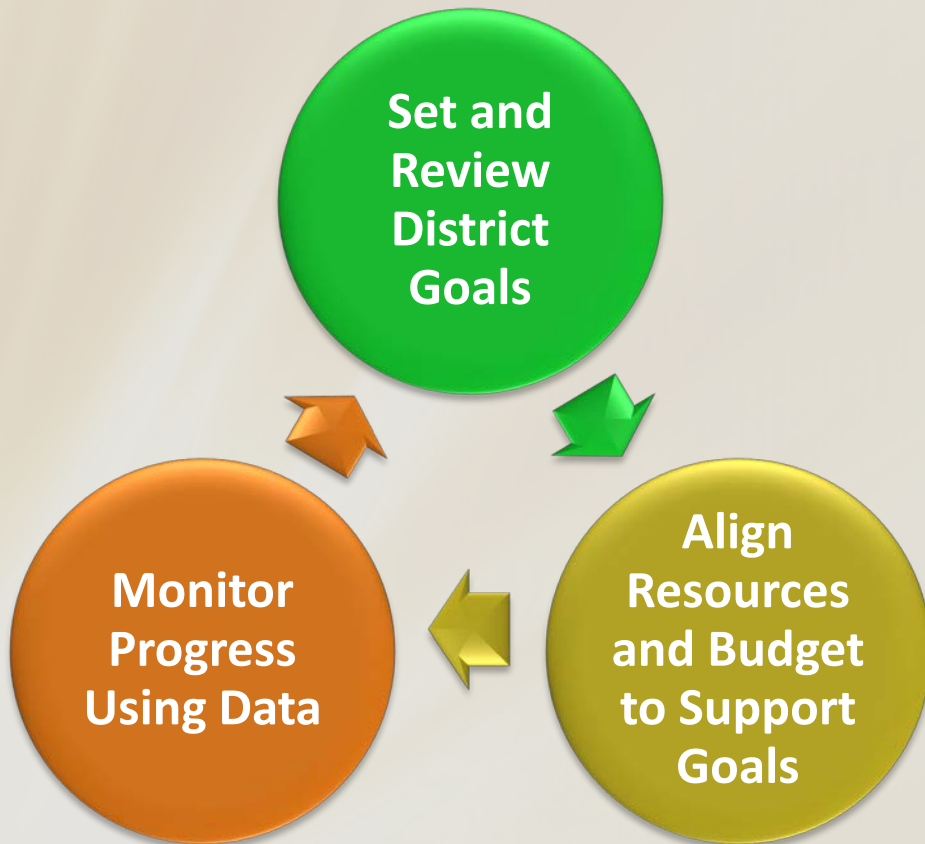 Set and
Review
District
Goals
Align
Resources
and Budget
to Support
Goals
Monitor
Progress
Using Data